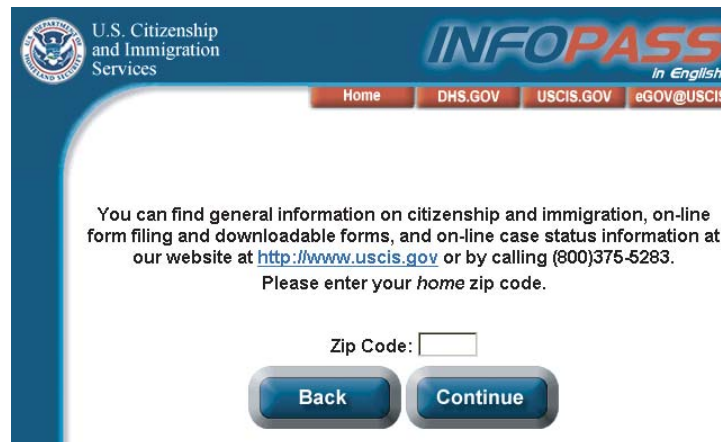 U.S. Citizenship
and Immigration
Services
INFOPASS
in English
Home DHS.GOV USCIS.GOV eGOV@USCIS
You can find general information on citizenship and immigration, on-line
form filing and downloadable forms, and on-line case status information at
our website at http://www.uscis.gov or by calling (800)375-5283.
Please enter your home zip code.
Zip Code:
Back Continue